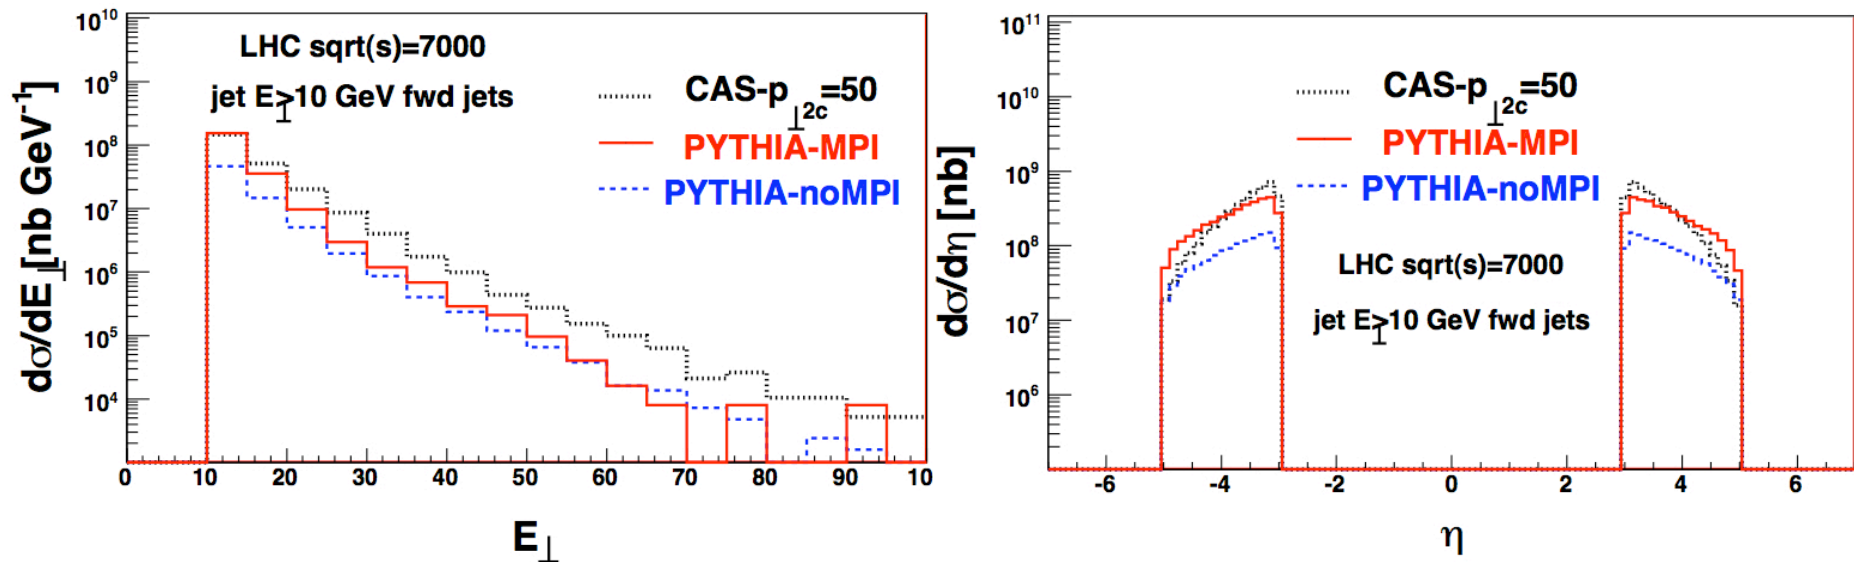 10^10
10^9
10^8
10^7
10^6
10^5
10^4
dσ/dE⊥[nb GeV^-1]
LHC sqrt(s)=7000
jet E⊥>10 GeV fwd jets
CAS-p⊥2c=50
PYTHIA-MPI
PYTHIA-noMPI
0 10 20 30 40 50 60 70 80 90 10
E⊥
10^11
10^10
10^9
10^8
10^7
10^6
dσ/dη [nb]
CAS-p⊥2c=50
PYTHIA-MPI
PYTHIA-noMPI
LHC sqrt(s)=7000
jet E⊥>10 GeV fwd jets
-6 -4 -2 0 2 4 6
η